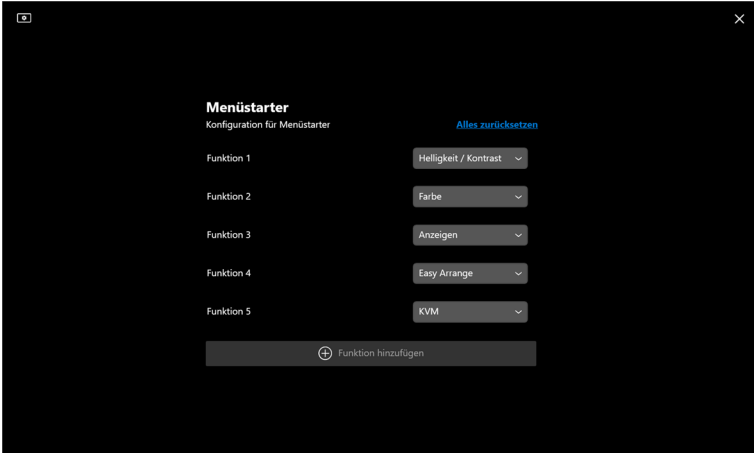 Menüstarter
Konfiguration für Menüstarter Alles zurücksetzen
Funktion 1 Helligkeit / Kontrast
Funktion 2 Farbe
Funktion 3 Anzeigen
Funktion 4 Easy Arrange
Funktion 5 KVM
Funktion hinzufügen